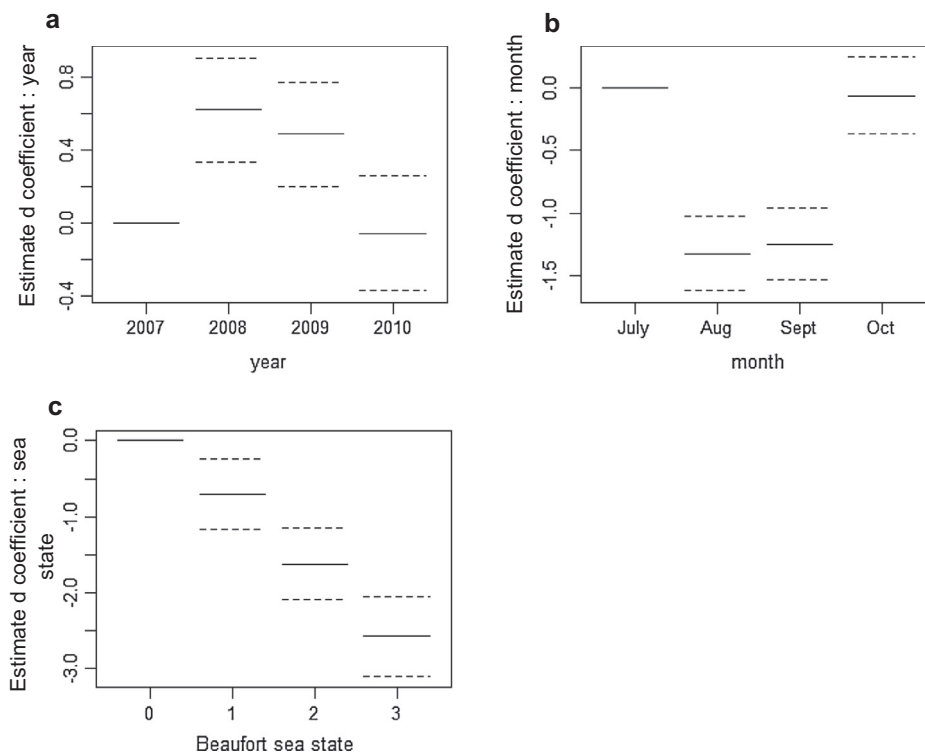 a
Estimate d coefficient : year
0.8
0.4
0.0
-0.4
2007 2008 2009 2010
year
b
Estimate d coefficient : month
0.0
-0.5
-1.0
-1.5
July Aug Sept Oct
month
c
Estimate d coefficient : sea
state
0.0
-1.0
-2.0
-3.0
0 1 2 3
Beaufort sea state